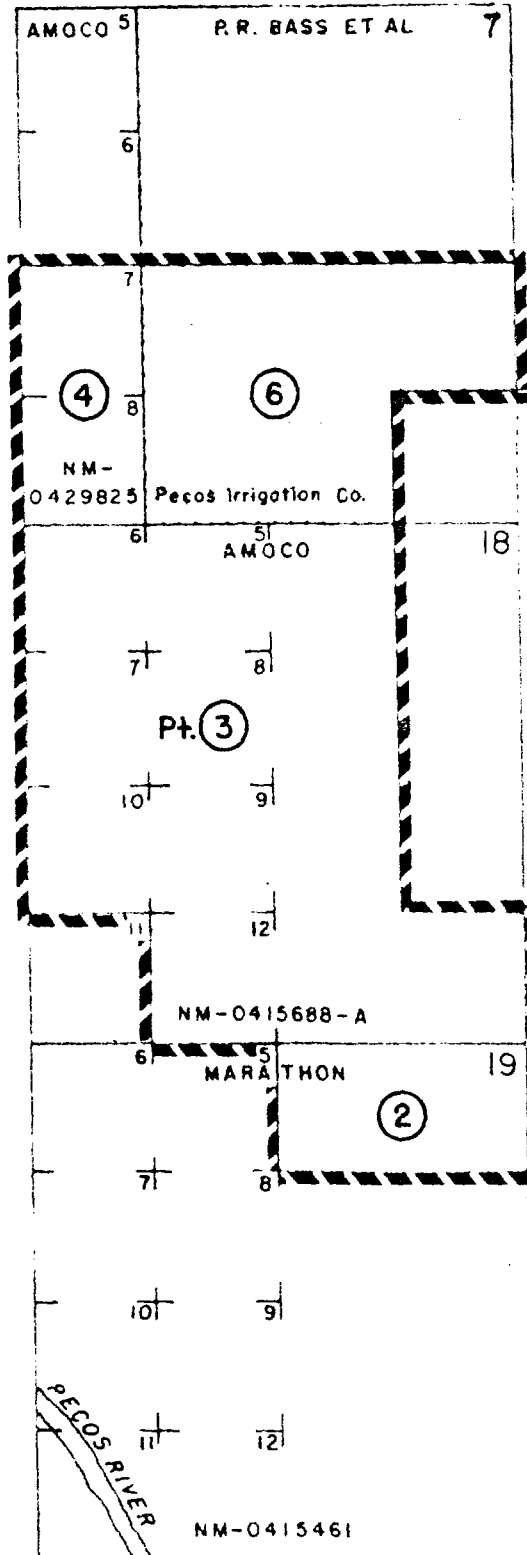 AMOCO 5 P.R. BASS ET AL 7
6
7
4 8 6
NM-
0429825 Pecos Irrigation Co.
6 5 18
AMOCO
7 8
Pt. 3
10 9
11 12
NM-0415688-A
6 5 19
MARATHON
2
7 8
10 9
PECOS RIVER
11 12
NM-0415461